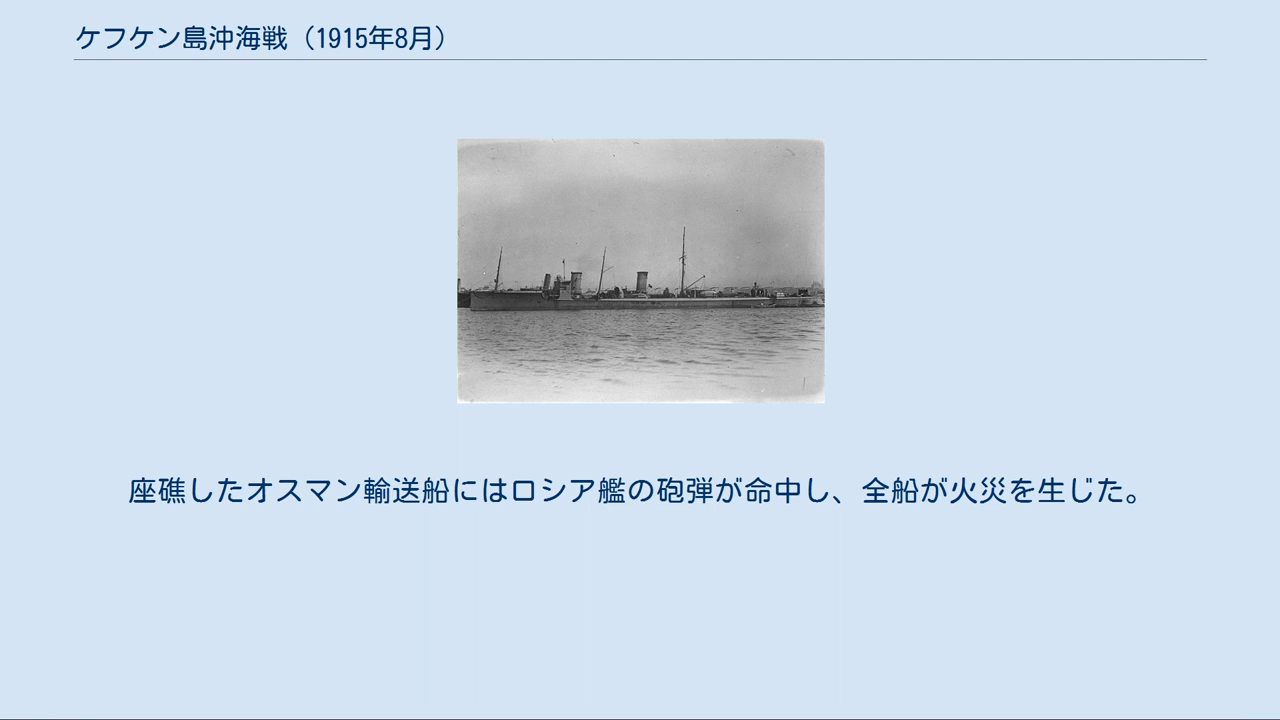 ケフケン島沖海戦（1915年8月）
座礁したオスマン輸送船にはロシア艦の砲弾が命中し、全船が火災を生じた。